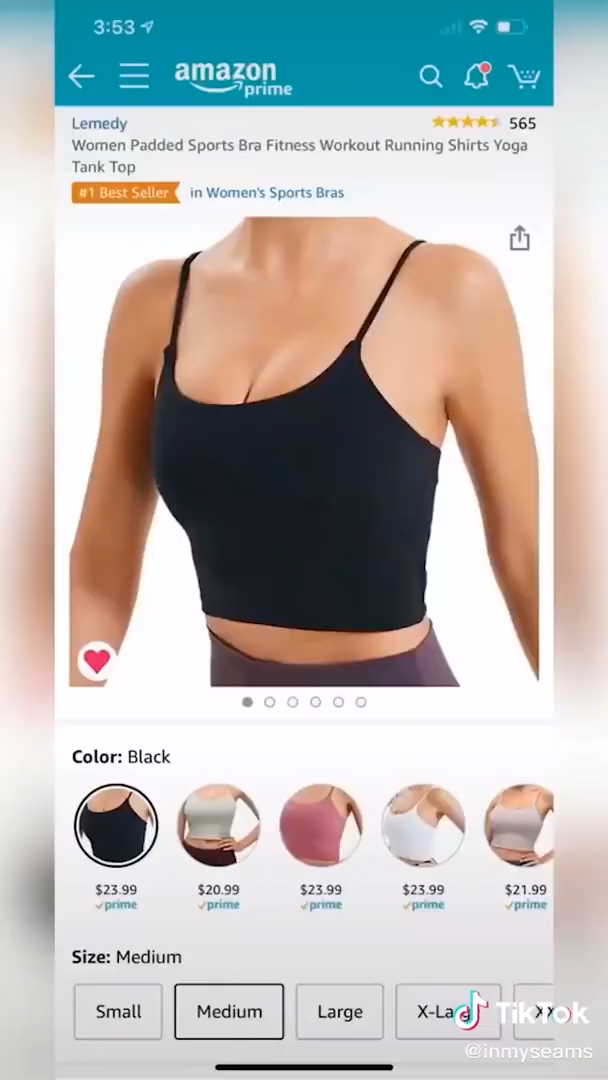 3:53
amazon
prime
Lemedy
565
Women Padded Sports Bra Fitness Workout Running Shirts Yoga
Tank Top
#1 Best Seller
in Women's Sports Bras
Color: Black
$23.99 $20.99 $23.99 $23.99 $21.99
prime prime prime prime prime
Size: Medium
Small Medium Large
TikTok
@inmyseams